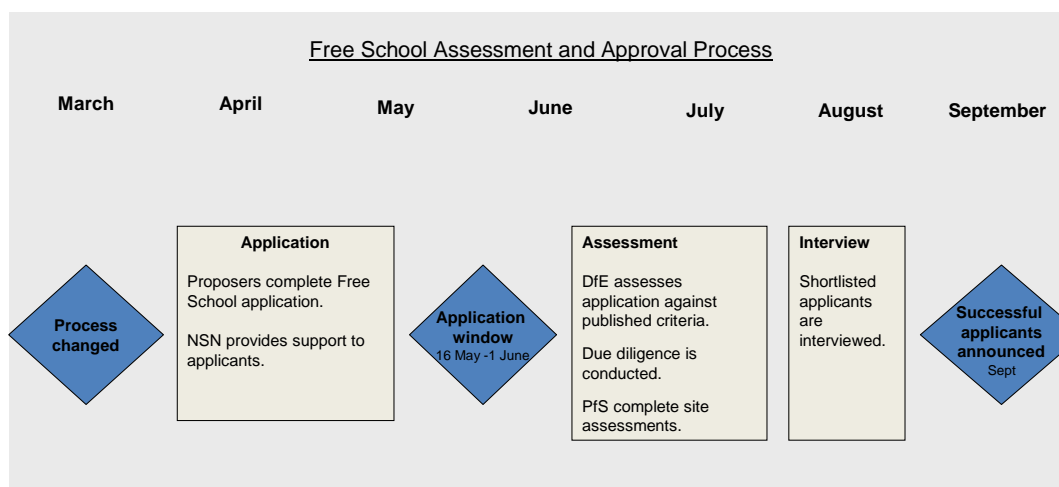 Free School Assessment and Approval Process
March April May June July August September
Process
changed
Application
Proposers complete Free
School application.
NSN provides support to
applicants.
Application
window
16 May -1 June
Assessment
DfE assesses
application against
published criteria.
Due diligence is
conducted.
PfS complete site
assessments.
Interview
Shortlisted
applicants
are
interviewed.
Successful
applicants
announced
Sept